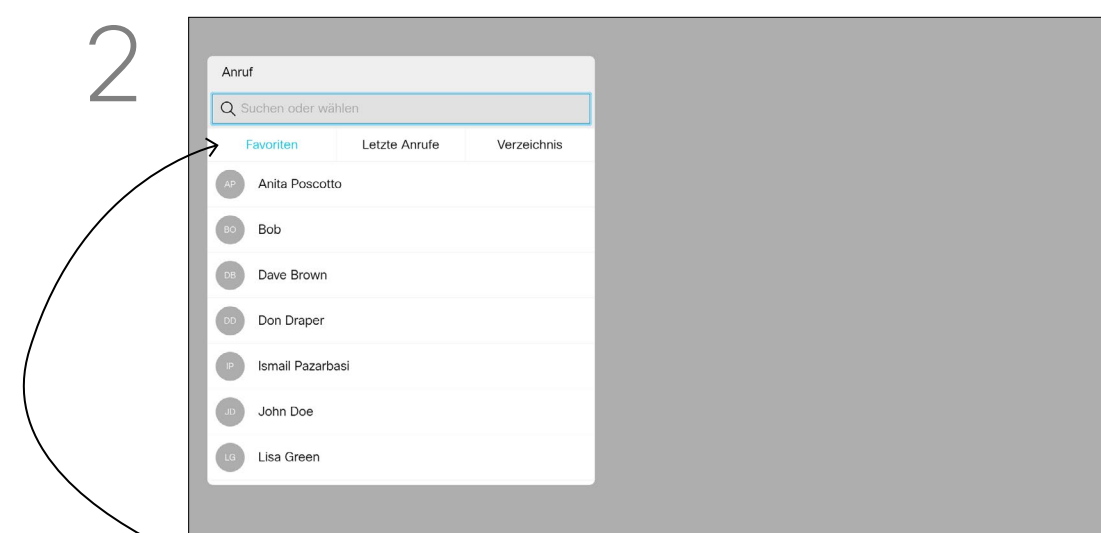 2
Anruf
Suchen oder wählen
Favoriten Letzte Anrufe Verzeichnis
AP Anita Poscotto
BO Bob
DB Dave Brown
DD Don Draper
IP Ismail Pazarbasi
JD John Doe
LG Lisa Green